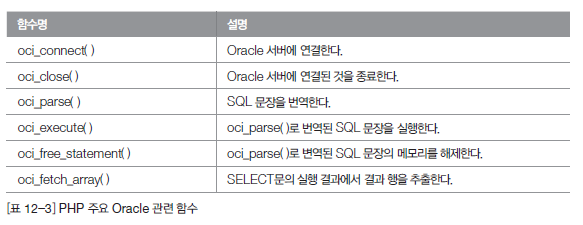 함수명 설명
oci_connect( ) Oracle 서버에 연결한다.
oci_close( ) Oracle 서버에 연결된 것을 종료한다.
oci_parse( ) SQL 문장을 번역한다.
oci_execute( ) oci_parse( )로 번역된 SQL 문장을 실행한다.
oci_free_statement( ) oci_parse( )로 변역된 SQL 문장의 메모리를 해제한다.
oci_fetch_array( ) SELECT문의 실행 결과에서 결과 행을 추출한다.
[표 12-3] PHP 주요 Oracle 관련 함수